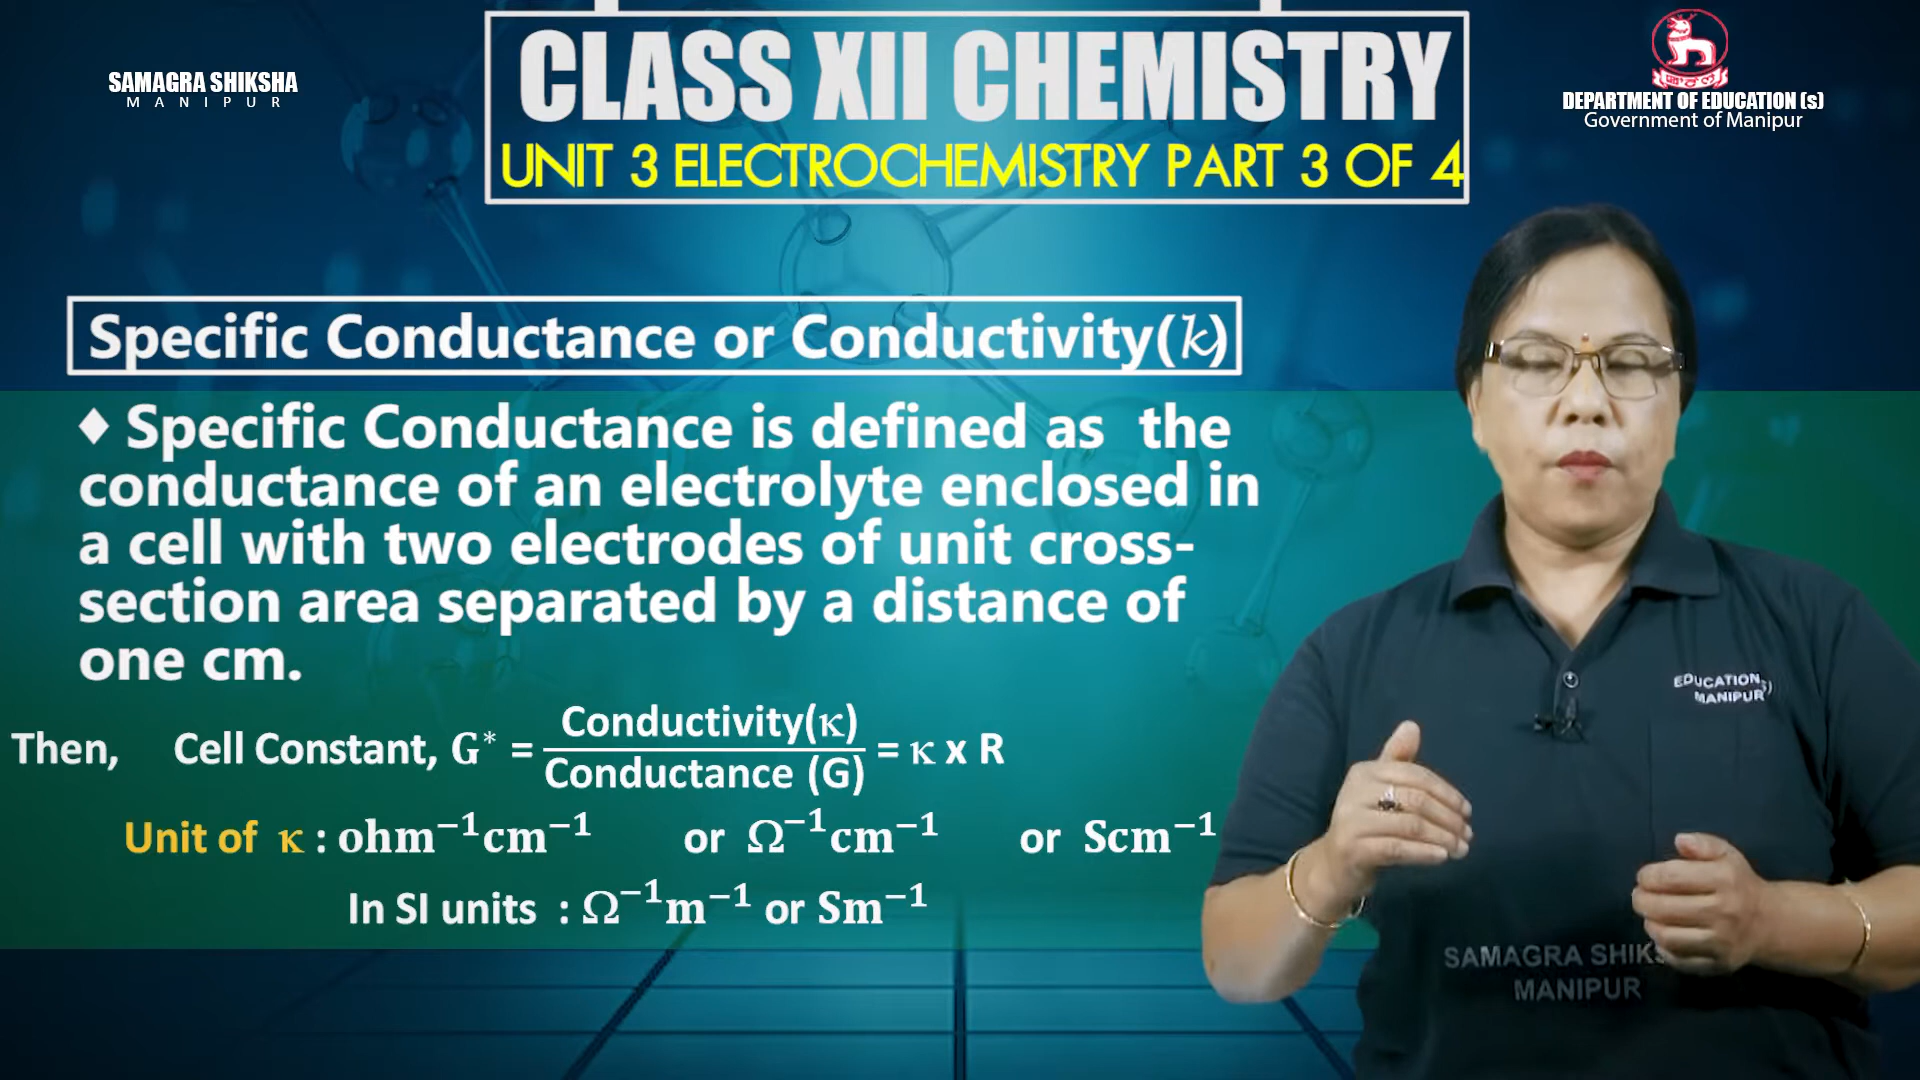 SAMAGRA SHIKSHA
MANIPUR
CLASS XII CHEMISTRY
UNIT 3 ELECTROCHEMISTRY PART 3 OF 4
DEPARTMENT OF EDUCATION (s)
Government of Manipur
Specific Conductance or Conductivity(k)
♦ Specific Conductance is defined as the
conductance of an electrolyte enclosed in
a cell with two electrodes of unit cross-
section area separated by a distance of
one cm.
Then, Cell Constant, G* = Conductivity(κ) / Conductance (G) = κ x R
Unit of κ : ohm⁻¹cm⁻¹ or Ω⁻¹cm⁻¹ or Scm⁻¹
In SI units : Ω⁻¹m⁻¹ or Sm⁻¹
EDUCATION
MANIPUR
SAMAGRA SHIKS
MANIPUR